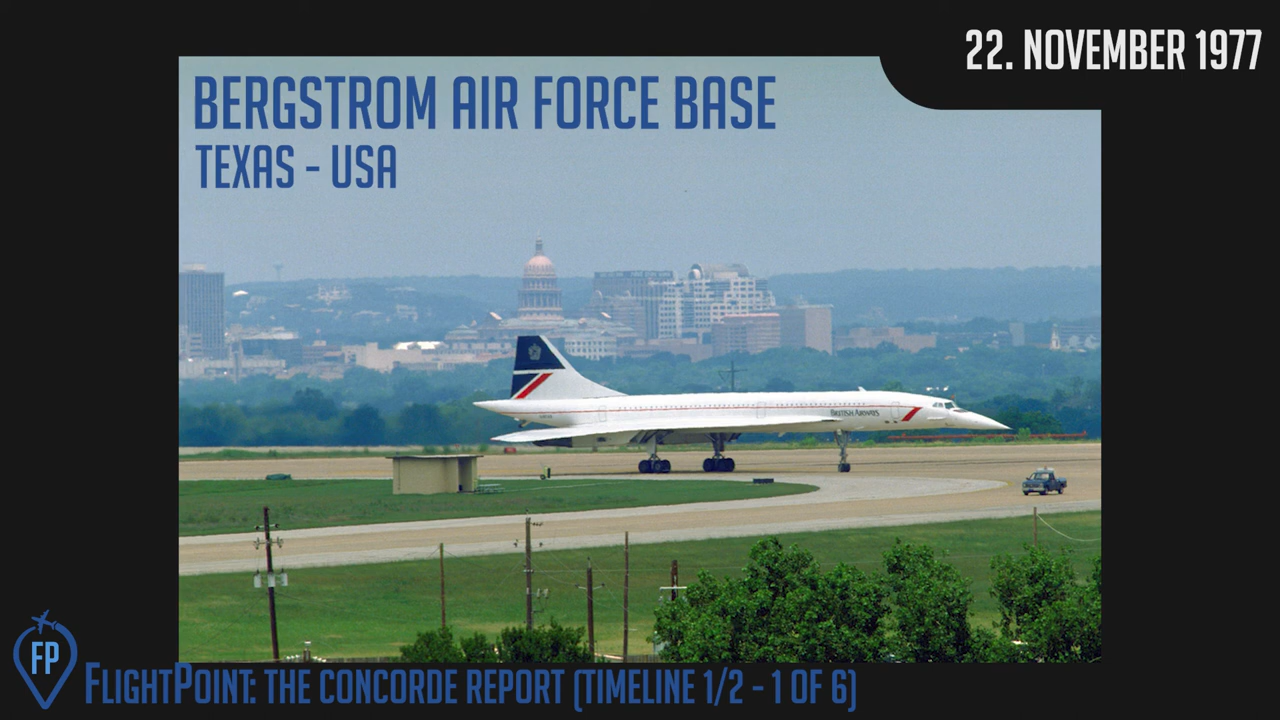 22. NOVEMBER 1977
BERGSTROM AIR FORCE BASE
TEXAS - USA
BRITISH AIRWAYS
FP
FLIGHTPOINT: THE CONCORDE REPORT (TIMELINE 1/2 - 1 OF 6)